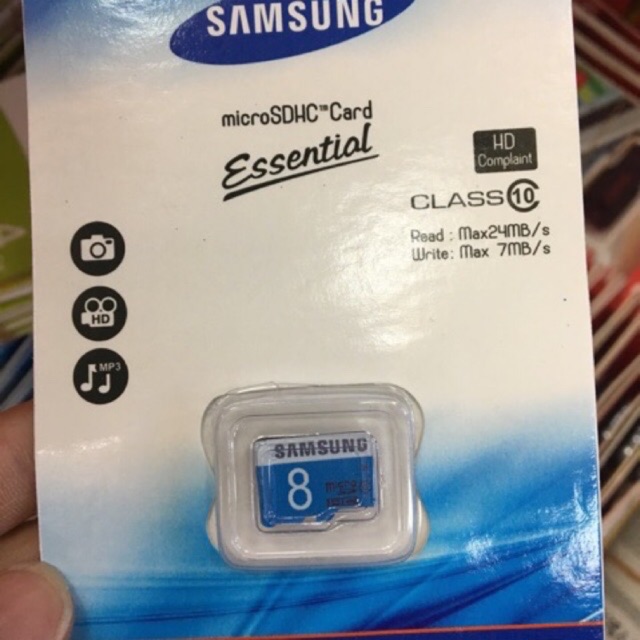 SAMSUNG
microSDHC™Card
Essential
HD
Complaint
CLASS 10
Read : Max24MB/s
Write: Max 7MB/s
HD
MP3
SAMSUNG
8